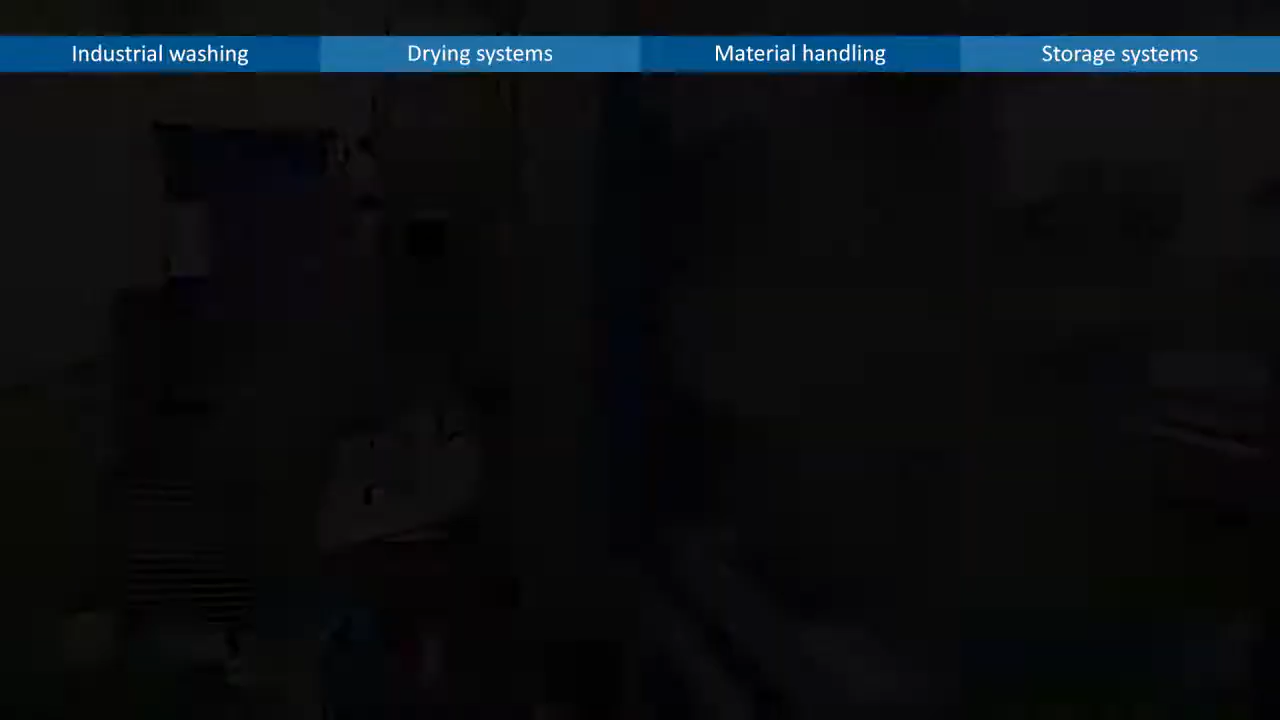 Industrial washing
Drying systems
Material handling
Storage systems